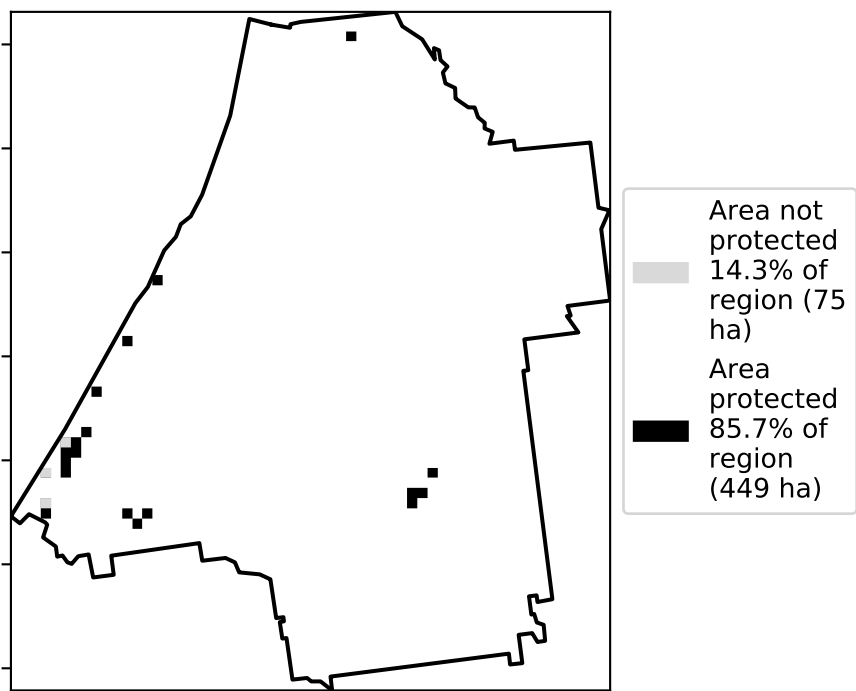 Area not
protected
14.3% of
region (75
ha)
Area
protected
85.7% of
region
(449 ha)